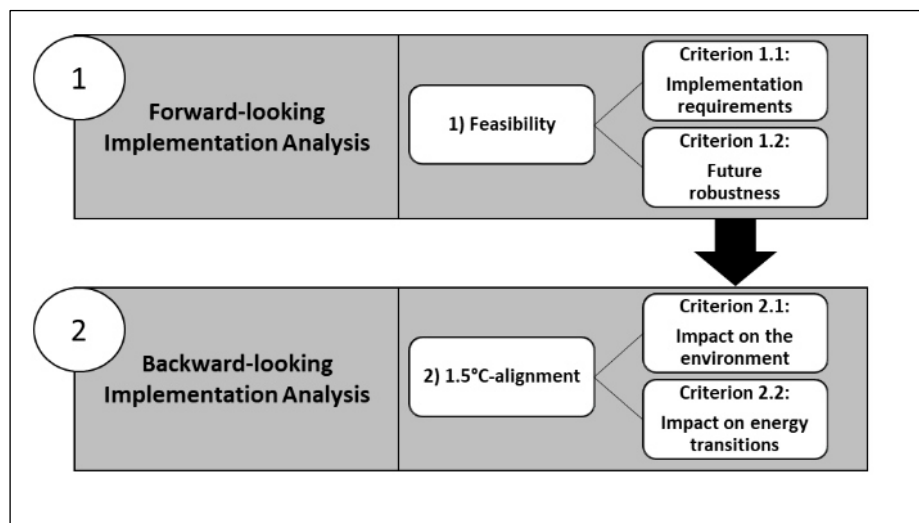 1
Forward-looking
Implementation Analysis
1) Feasibility
Criterion 1.1:
Implementation
requirements
Criterion 1.2:
Future
robustness
2
Backward-looking
Implementation Analysis
2) 1.5°C-alignment
Criterion 2.1:
Impact on the
environment
Criterion 2.2:
Impact on energy
transitions